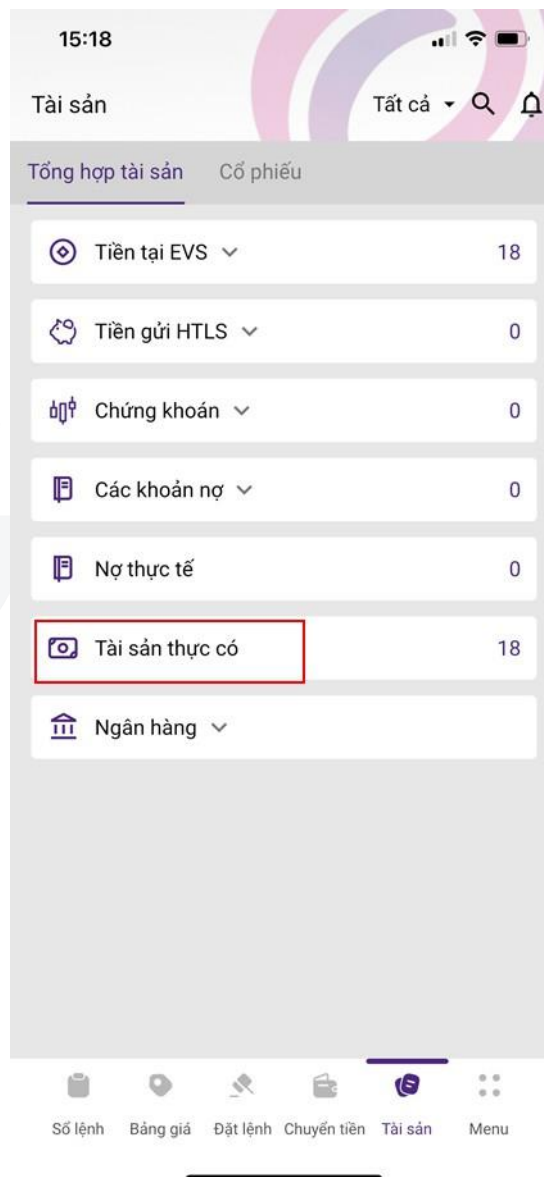 15:18
Tài sản Tất cả
Tổng hợp tài sản Cổ phiếu
Tiền tại EVS 18
Tiền gửi HTLS 0
Chứng khoán 0
Các khoản nợ 0
Nợ thực tế 0
Tài sản thực có 18
Ngân hàng
Sổ lệnh Bảng giá Đặt lệnh Chuyển tiền Tài sản Menu